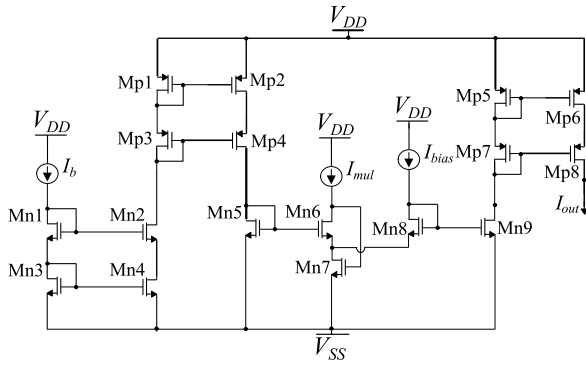 V_DD
Mp1
Mp2
Mp5
Mp6
V_DD
Mp3
Mp4
V_DD
V_DD
Mp7
Mp8
I_b
I_mul
I_bias
I_out
Mn1
Mn2
Mn5
Mn6
Mn8
Mn9
Mn3
Mn4
Mn7
V_SS